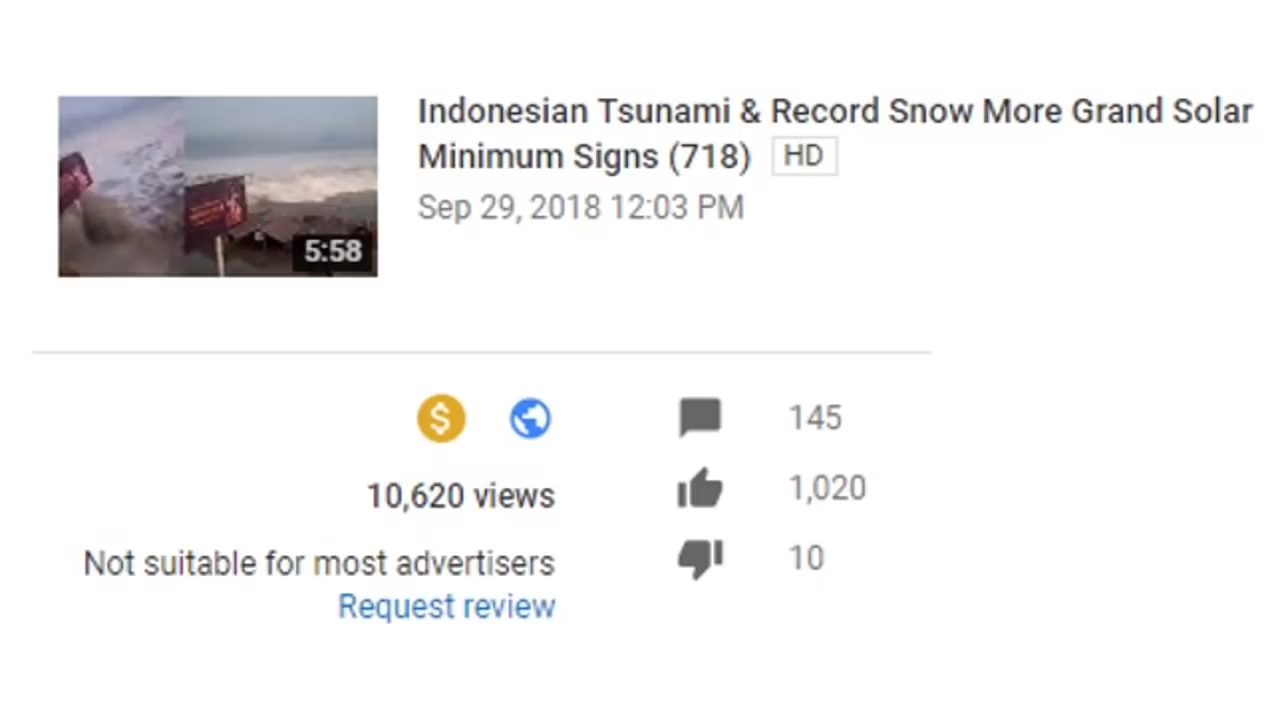 Indonesian Tsunami & Record Snow More Grand Solar
Minimum Signs (718) HD
Sep 29, 2018 12:03 PM
5:58
145
10,620 views
1,020
Not suitable for most advertisers
10
Request review